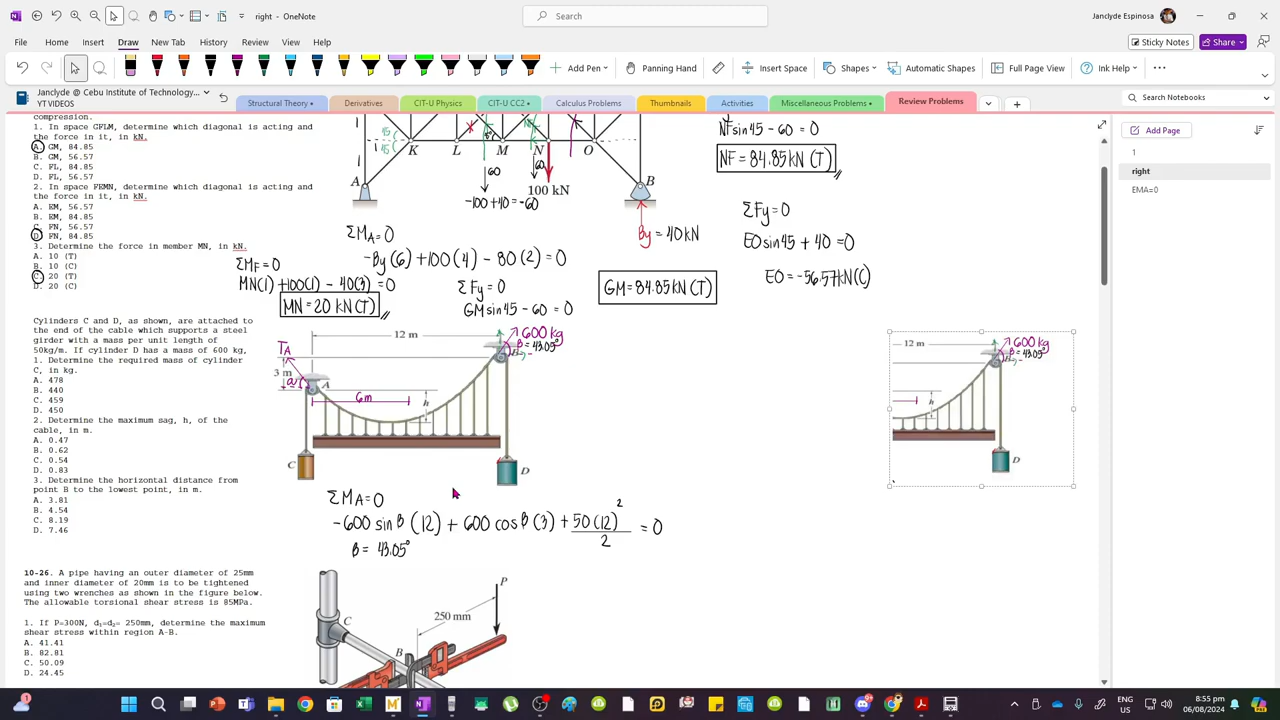 right - OneNote
Search
Janclyde Espinosa
File Home Insert Draw New Tab History Review View Help
Sticky Notes Share
Add Pen Panning Hand Insert Space Shapes Automatic Shapes Full Page View Ink Help
Janclyde @ Cebu Institute of Technology...
YT VIDEOS
Structural Theory Derivatives CIT-U Physics CIT-U CC2 Calculus Problems Thumbnails Activities Miscellaneous Problems Review Problems
Search Notebooks
Add Page
1.
right
EMA=0
compression.
1. In space GFLM, determine which diagonal is acting and
the force in it, in kN.
A. GM, 84.85
B. GM, 56.57
C. FL, 84.85
D. FL, 56.57
2. In space FEMN, determine which diagonal is acting and
the force in it, in kN.
A. EM, 56.57
B. EM, 84.85
C. FN, 56.57
D. FN, 84.85
3. Determine the force in member MN, in kN.
A. 10 (T)
B. 10 (C)
C. 20 (T)
D. 20 (C)
45
45
1
1
K L M N O
A
B
60
60
100 kN
-100+40=-60
By = 40KN
ΣMA=0
-By(6)+100(4)-80(2)=0
ΣMF=0
MN(1)+100(1)-40(3)=0
MN=20 KN(T)
ΣFy=0
GMsin45-60=0
GM=84.85KN(T)
NFsin45-60=0
NF=84.85KN(T)
ΣFy=0
EOsin45+40=0
EO=-56.57KN(C)
Cylinders C and D, as shown, are attached to
the end of the cable which supports a steel
girder with a mass per unit length of
50kg/m. If cylinder D has a mass of 600 kg,
1. Determine the required mass of cylinder
C, in kg.
A. 478
B. 440
C. 459
D. 450
2. Determine the maximum sag, h, of the
cable, in m.
A. 0.47
B. 0.62
C. 0.54
D. 0.83
3. Determine the horizontal distance from
point B to the lowest point, in m.
A. 3.81
B. 4.54
C. 8.19
D. 7.46
12 m
600 kg
β = 43.05°
B
TA
3 m
α
A
6m
h
C
D
12 m
600 kg
β = 43.05°
h
D
ΣMA=0
-600 sinβ(12)+600 cosβ(3)+50(12)²/2=0
β = 43.05°
10-26. A pipe having an outer diameter of 25mm
and inner diameter of 20mm is to be tightened
using two wrenches as shown in the figure below.
The allowable torsional shear stress is 85MPa.
1. If P=300N, d₁=d₂= 250mm, determine the maximum
shear stress within region A-B.
A. 41.41
B. 82.81
C. 50.09
D. 24.45
P
250 mm
C
B
ENG
US
8:55 pm
06/08/2024